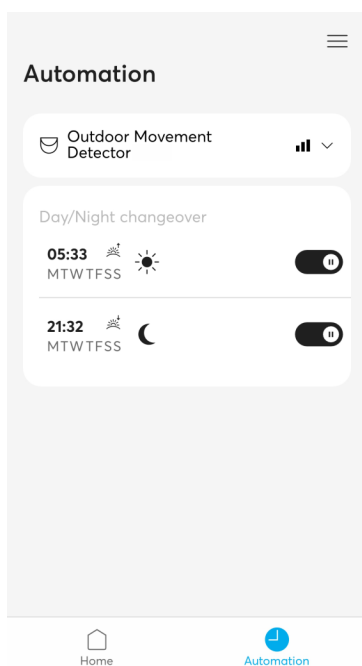 Automation
Outdoor Movement
Detector
Day/Night changeover
05:33
MTWTFSS
21:32
MTWTFSS
Home
Automation